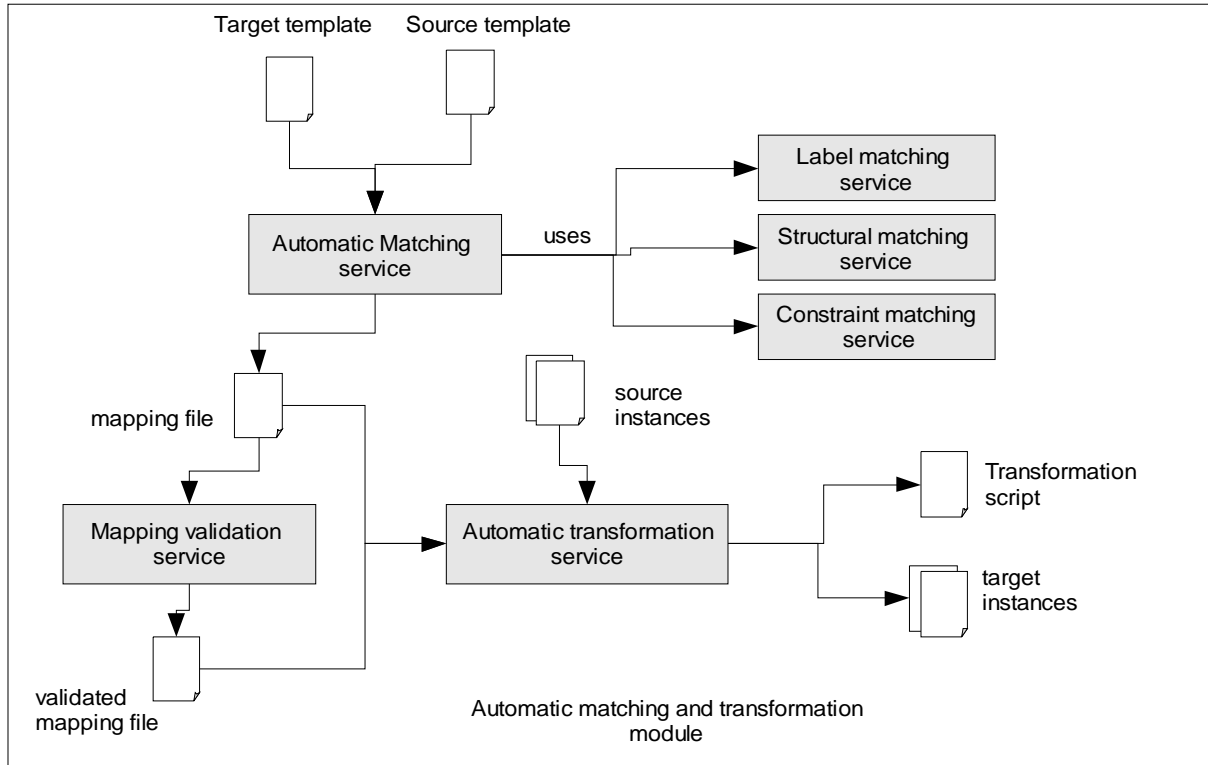 Target template
Source template
Label matching
service
Automatic Matching
service
uses
Structural matching
service
Constraint matching
service
mapping file
source
instances
Transformation
script
Mapping validation
service
Automatic transformation
service
target
instances
validated
mapping file
Automatic matching and transformation
module